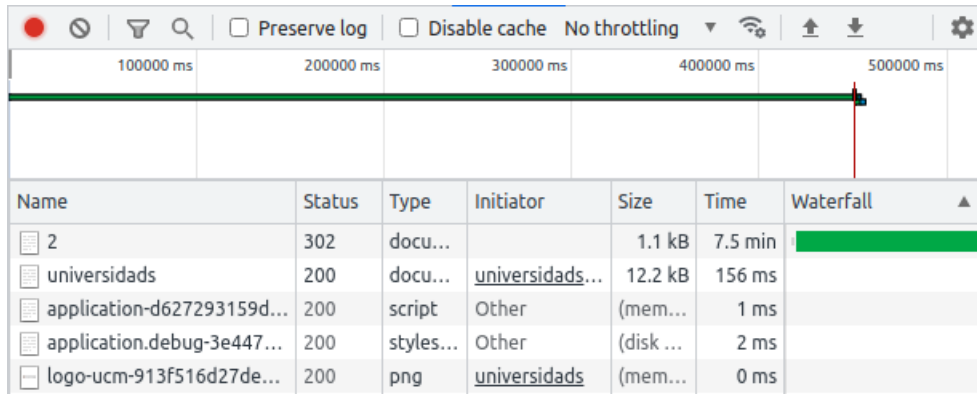 Preserve log Disable cache No throttling
100000 ms 200000 ms 300000 ms 400000 ms 500000 ms
Name Status Type Initiator Size Time Waterfall
2 302 docu... 1.1 kB 7.5 min
universidads 200 docu... universidads... 12.2 kB 156 ms
application-d627293159d... 200 script Other (mem... 1 ms
application.debug-3e447... 200 styles... Other (disk ... 2 ms
logo-ucm-913f516d27de... 200 png universidads (mem... 0 ms